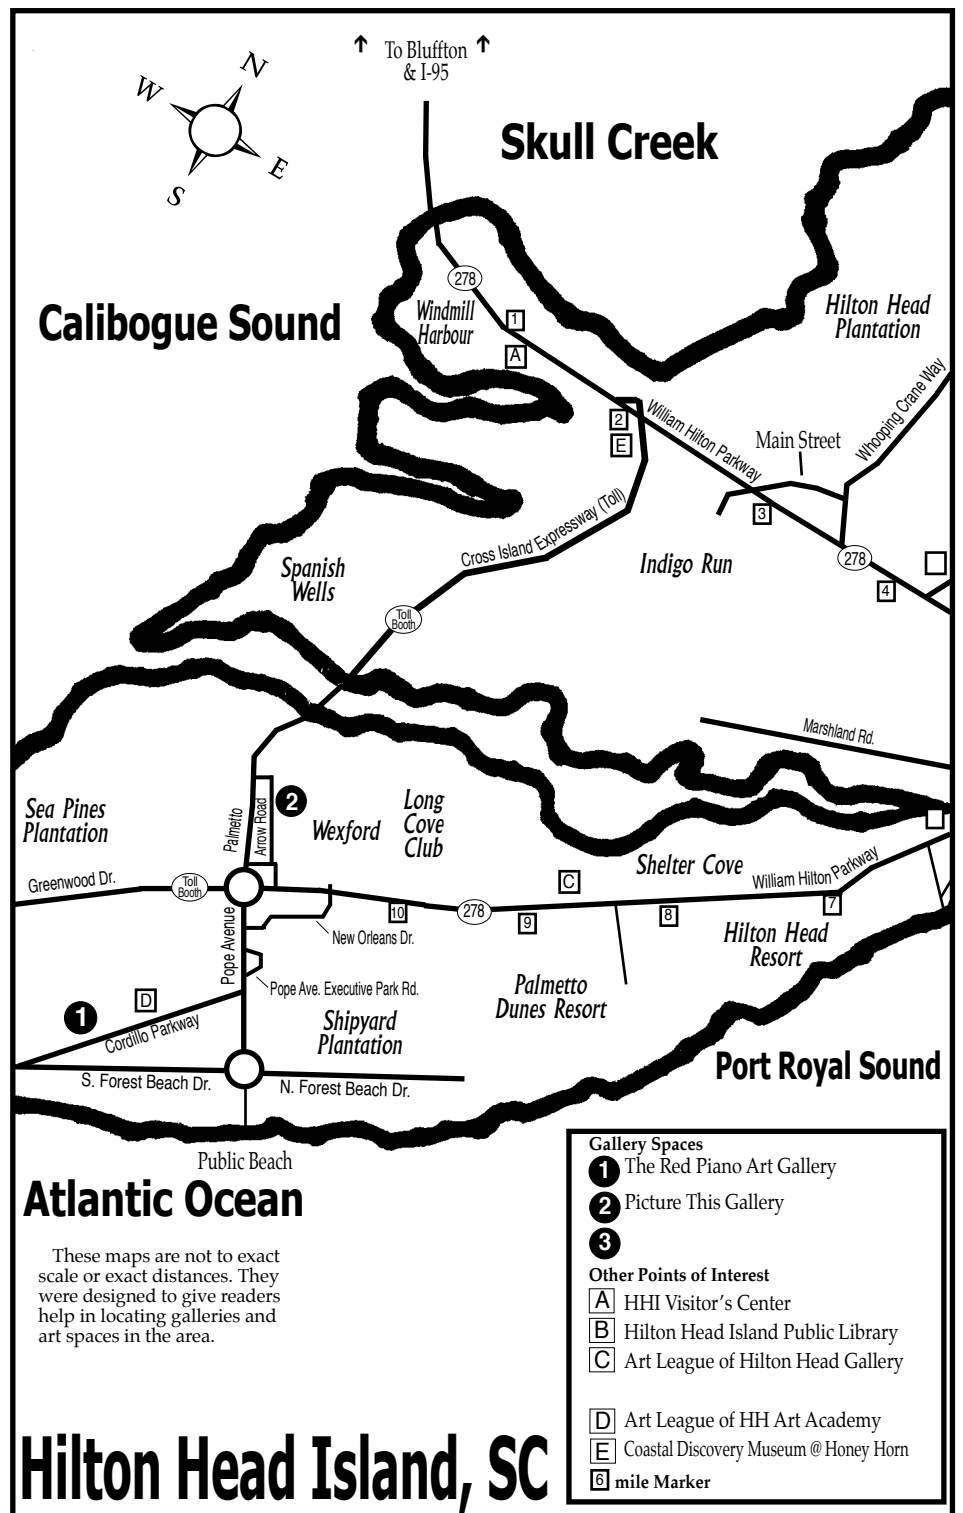 To Bluffton
& I-95
N
W
E
S
Skull Creek
278
Windmill
Harbour
Calibogue Sound
Hilton Head
Plantation
1
A
2
E
William Hilton Parkway
Main Street
Whooping Crane Way
3
Cross Island Expressway (Toll)
Indigo Run
278
4
Spanish
Wells
Toll
Booth
Marshland Rd.
Sea Pines
Plantation
Palmetto
Arrow Road
2
Wexford
Long
Cove
Club
Shelter Cove
Greenwood Dr.
Toll
Booth
C
William Hilton Parkway
10
278
9
8
7
Pope Avenue
New Orleans Dr.
Hilton Head
Resort
D
Pope Ave. Executive Park Rd.
Palmetto
Dunes Resort
1
Cordillo Parkway
Shipyard
Plantation
Port Royal Sound
S. Forest Beach Dr.
N. Forest Beach Dr.
Public Beach
Atlantic Ocean
These maps are not to exact
scale or exact distances. They
were designed to give readers
help in locating galleries and
art spaces in the area.
Gallery Spaces
1 The Red Piano Art Gallery
2 Picture This Gallery
3
Other Points of Interest
A HHI Visitor’s Center
B Hilton Head Island Public Library
C Art League of Hilton Head Gallery
D Art League of HH Art Academy
E Coastal Discovery Museum @ Honey Horn
6 mile Marker
Hilton Head Island, SC